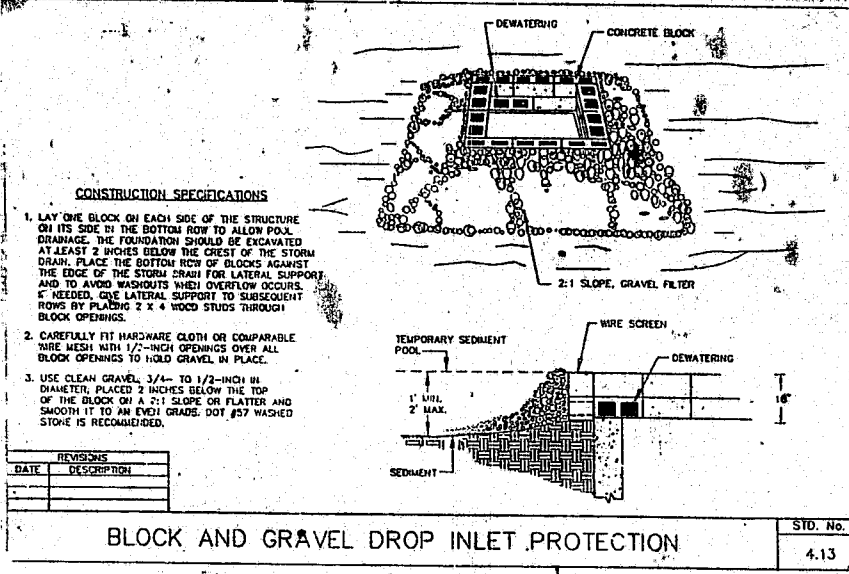 DEWATERING
CONCRETE BLOCK
CONSTRUCTION SPECIFICATIONS
1. LAY ONE BLOCK ON EACH SIDE OF THE STRUCTURE
ON ITS SIDE IN THE BOTTOM ROW TO ALLOW POOL
DRAINAGE. THE FOUNDATION SHOULD BE EXCAVATED
AT LEAST 2 INCHES BELOW THE CREST OF THE STORM
DRAIN. PLACE THE BOTTOM ROW OF BLOCKS AGAINST
THE EDGE OF THE STORM DRAIN FOR LATERAL SUPPORT
AND TO AVOID WASHOUTS WHEN OVERFLOW OCCURS.
IF NEEDED, GIVE LATERAL SUPPORT TO SUBSEQUENT
ROWS BY PLACING 2 X 4 WOOD STUDS THROUGH
BLOCK OPENINGS.
2. CAREFULLY FIT HARDWARE CLOTH OR COMPARABLE
WIRE MESH WITH 1/2-INCH OPENINGS OVER ALL
BLOCK OPENINGS TO HOLD GRAVEL IN PLACE.
3. USE CLEAN GRAVEL, 3/4- TO 1/2-INCH IN
DIAMETER, PLACED 2 INCHES BELOW THE TOP
OF THE BLOCK ON A 2:1 SLOPE OR FLATTER AND
SMOOTH IT TO AN EVEN GRADE. DOT #57 WASHED
STONE IS RECOMMENDED.
2:1 SLOPE, GRAVEL FILTER
WIRE SCREEN
TEMPORARY SEDIMENT
POOL
DEWATERING
1' MIN.
2' MAX.
16"
SEDIMENT
REVISIONS
DATE DESCRIPTION
BLOCK AND GRAVEL DROP INLET PROTECTION
STD. No.
4.13